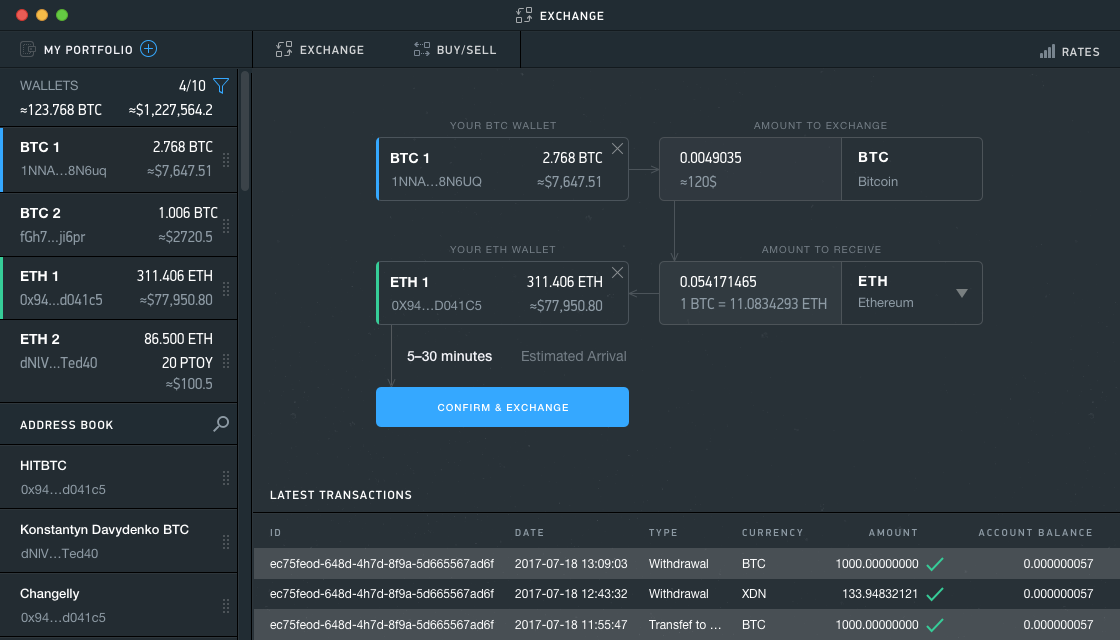 EXCHANGE
MY PORTFOLIO
EXCHANGE
BUY/SELL
RATES
WALLETS 4/10
≈123.768 BTC ≈$1,227,564.2
BTC 1 2.768 BTC
1NNA...8N6uq ≈$7,647.51
BTC 2 1.006 BTC
fGh7...ji6pr ≈$2720.5
ETH 1 311.406 ETH
0x94...d041c5 ≈$77,950.80
ETH 2 86.500 ETH
dNlV...Ted40 20 PTOY
≈$100.5
ADDRESS BOOK
HITBTC
0x94...d041c5
Konstantyn Davydenko BTC
dNlV...Ted40
Changelly
0x94...d041c5
YOUR BTC WALLET
BTC 1 2.768 BTC
1NNA...8N6UQ ≈$7,647.51
AMOUNT TO EXCHANGE
0.0049035 BTC
≈120$ Bitcoin
YOUR ETH WALLET
ETH 1 311.406 ETH
0X94...D041C5 ≈$77,950.80
AMOUNT TO RECEIVE
0.054171465 ETH
1 BTC = 11.0834293 ETH Ethereum
5–30 minutes Estimated Arrival
CONFIRM & EXCHANGE
LATEST TRANSACTIONS
ID DATE TYPE CURRENCY AMOUNT ACCOUNT BALANCE
ec75feod-648d-4h7d-8f9a-5d665567ad6f 2017-07-18 13:09:03 Withdrawal BTC 1000.00000000 0.000000057
ec75feod-648d-4h7d-8f9a-5d665567ad6f 2017-07-18 12:43:32 Withdrawal XDN 133.94832121 0.000000057
ec75feod-648d-4h7d-8f9a-5d665567ad6f 2017-07-18 11:55:47 Transfef to ... BTC 1000.00000000 0.000000057